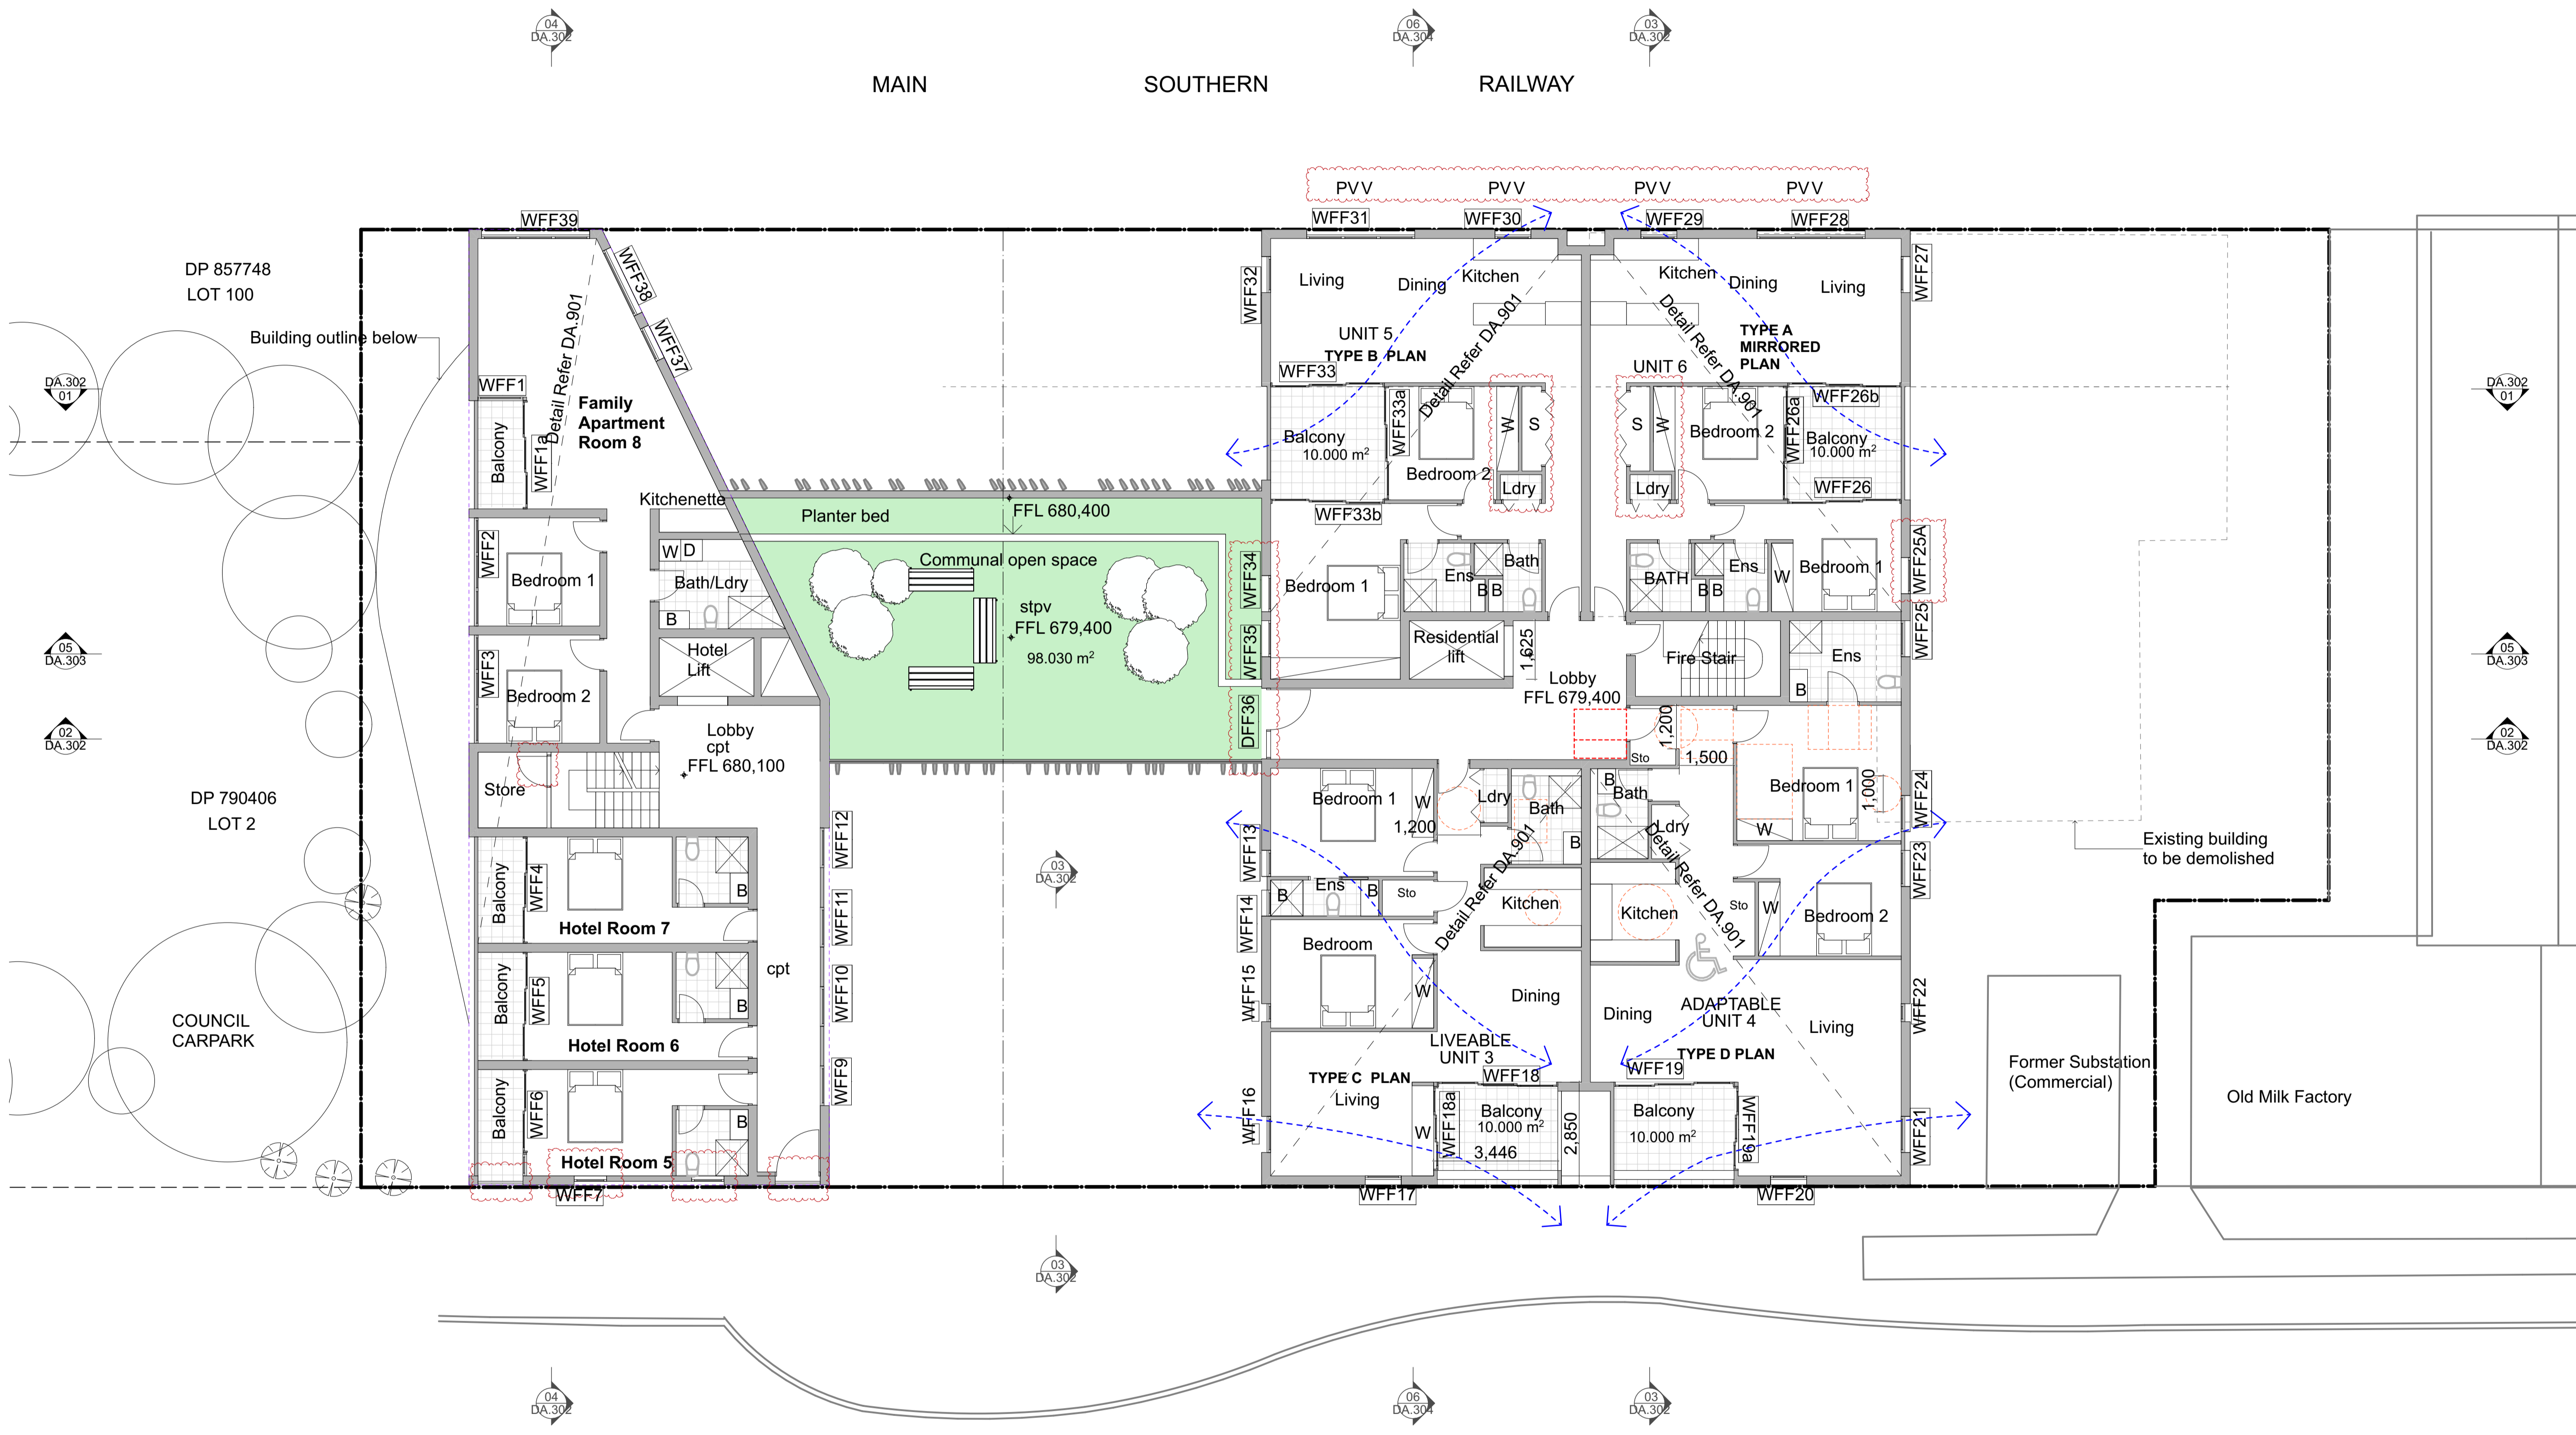 04
DA.302
06
DA.304
03
DA.302
MAIN SOUTHERN RAILWAY
PVV PVV PVV PVV
WFF39
WFF31
WFF30
WFF29
WFF28
DP 857748
LOT 100
Building outline below
WFF38
WFF37
WFF32
WFF27
Living
Dining
Kitchen
Kitchen
Dining
Living
Detail Refer DA.901
Detail Refer DA.901
Detail Refer DA.901
UNIT 5
TYPE B PLAN
TYPE A
MIRRORED
PLAN
UNIT 6
DA.302
01
DA.302
01
WFF1
Balcony
WFF1a
Family
Apartment
Room 8
WFF33
WFF33a
Balcony
10.000 m²
Bedroom 2
W
S
Ldry
S
W
Ldry
Bedroom 2
WFF26a
WFF26b
Balcony
10.000 m²
WFF26
WFF33b
Kitchenette
Planter bed
FFL 680,400
Communal open space
stpv
FFL 679,400
98.030 m²
WFF2
Bedroom 1
W D
Bath/Ldry
B
WFF34
Bedroom 1
Ens
B
B
Bath
BATH
B
B
Ens
W
Bedroom 1
WFF25A
WFF3
Bedroom 2
Hotel
Lift
WFF35
Residential
lift
1,625
Fire Stair
Ens
B
WFF25
05
DA.303
05
DA.303
02
DA.302
02
DA.302
Lobby
cpt
FFL 680,100
DFF36
Lobby
FFL 679,400
1,200
Sto
1,500
Store
DP 790406
LOT 2
Bedroom 1
W
1,000
WFF24
Balcony
WFF4
B
Hotel Room 7
WFF12
WFF11
03
DA.302
WFF13
Bedroom 1
W
1,200
Ldry
Bath
B
B
Bath
Ldry
Detail Refer DA.901
Detail Refer DA.901
Existing building
to be demolished
WFF23
B
Ens
B
Sto
Kitchen
Kitchen
Sto
W
Bedroom 2
WFF14
Bedroom
W
Balcony
WFF5
B
Hotel Room 6
cpt
WFF10
WFF15
Dining
Dining
ADAPTABLE
UNIT 4
Living
WFF22
COUNCIL
CARPARK
LIVEABLE
UNIT 3
TYPE C PLAN
Living
TYPE D PLAN
WFF9
WFF18
WFF19
Former Substation
(Commercial)
Old Milk Factory
Balcony
WFF6
B
Hotel Room 5
WFF16
W
WFF18a
Balcony
10.000 m²
3,446
2,850
Balcony
10.000 m²
WFF19a
WFF21
WFF7
WFF17
WFF20
03
DA.302
04
DA.302
06
DA.304
03
DA.302